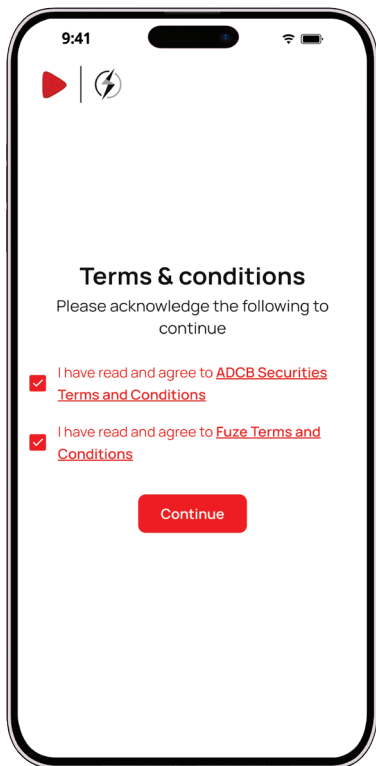 9:41
Terms & conditions
Please acknowledge the following to
continue
I have read and agree to ADCB Securities
Terms and Conditions
I have read and agree to Fuze Terms and
Conditions
Continue